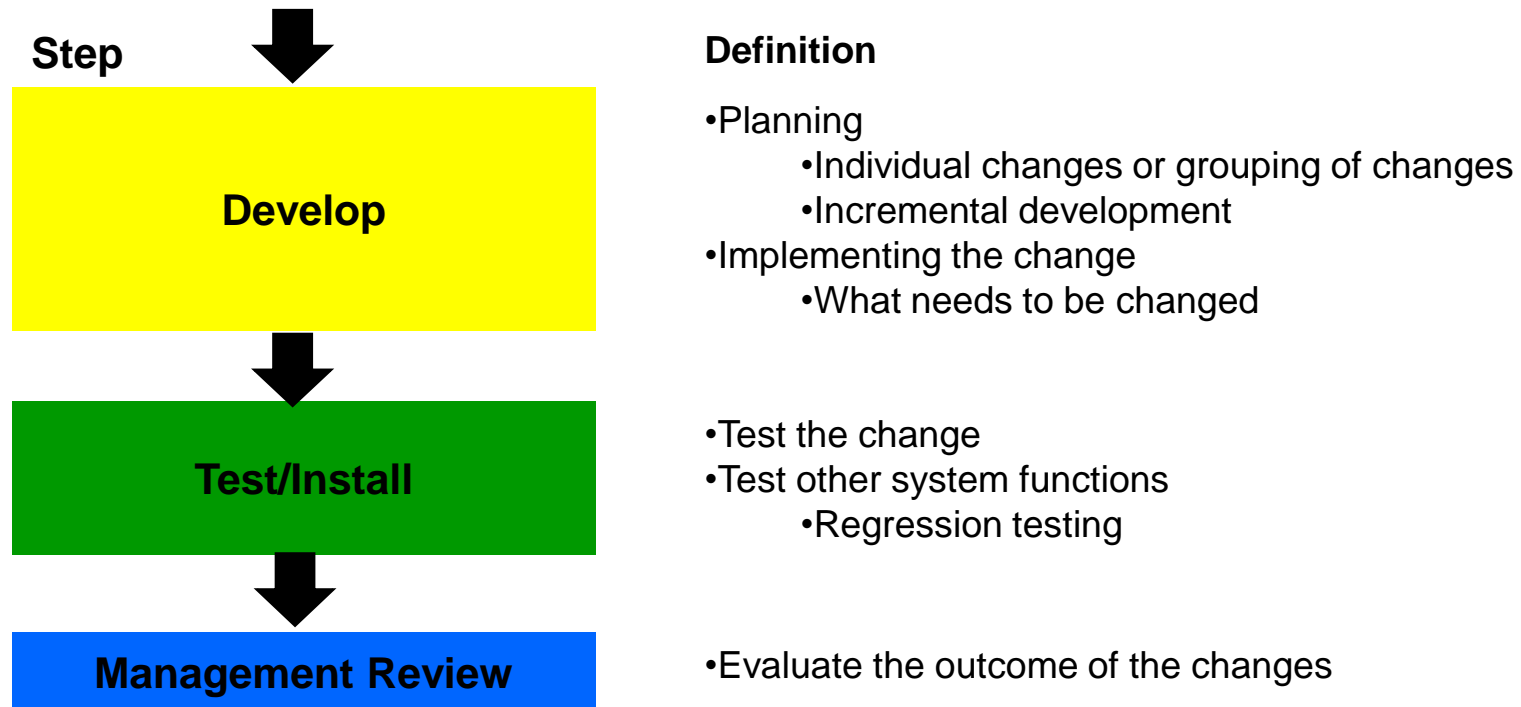 Step
Definition
Develop
•Planning
•Individual changes or grouping of changes
•Incremental development
•Implementing the change
•What needs to be changed
Test/Install
•Test the change
•Test other system functions
•Regression testing
Management Review
•Evaluate the outcome of the changes